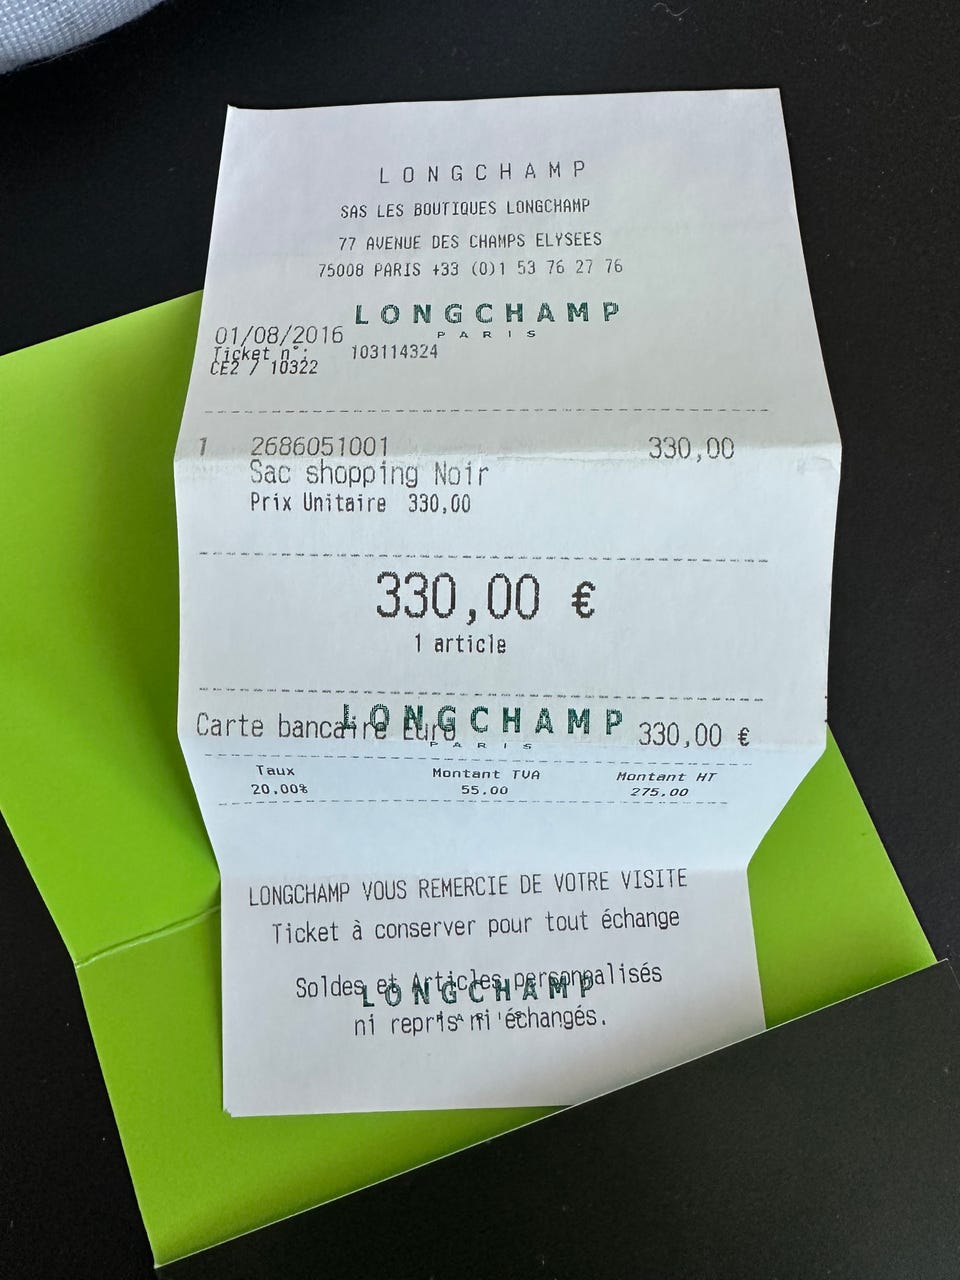 LONGCHAMP
SAS LES BOUTIQUES LONGCHAMP
77 AVENUE DES CHAMPS ELYSEES
75008 PARIS +33 (0)1 53 76 27 76
LONGCHAMP
PARIS
01/08/2016
Ticket n°: 103114324
CE2 / 10322
1 2686051001 330,00
Sac shopping Noir
Prix Unitaire 330,00
330,00 €
1 article
LONGCHAMP
PARIS
Carte bancaire Euro 330,00 €
Taux Montant TVA Montant HT
20,00% 55.00 275.00
LONGCHAMP VOUS REMERCIE DE VOTRE VISITE
Ticket à conserver pour tout échange
Soldes et Articles personnalisés
LONGCHAMP
PARIS
ni repris ni échangés.